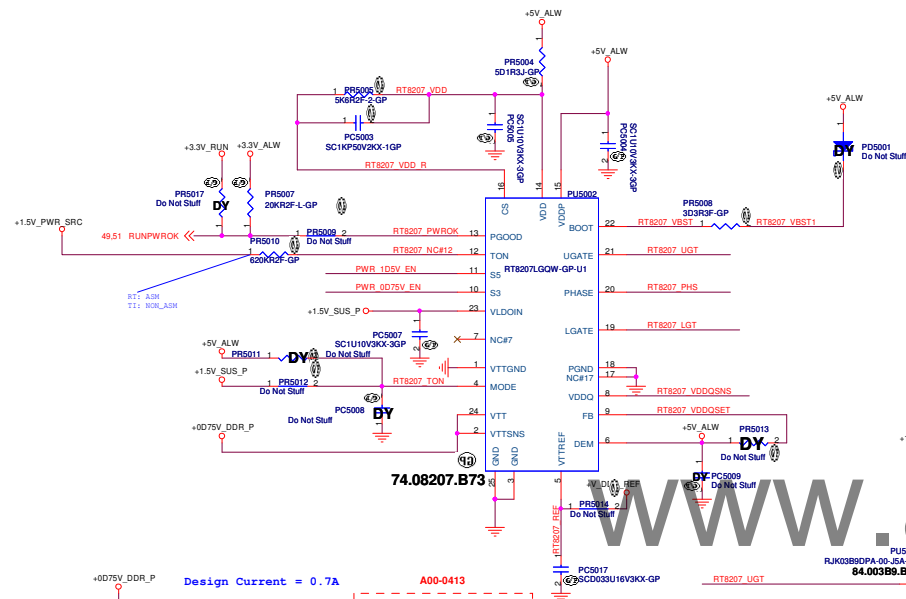 +5V_ALW
+5V_ALW
+5V_ALW
PR5004
5D1R3J-GP
PR5005
5K6R2F-2-GP
RT8207_VDD
PC5003
SC1KP50V2KX-1GP
PC5005
SC1U10V3KX-3GP
PC5004
SC1U10V3KX-3GP
PD5001
Do Not Stuff
DY
RT8207_VDD_R
+3.3V_RUN
+3.3V_ALW
PR5017
Do Not Stuff
DY
PR5007
20KR2F-L-GP
+1.5V_PWR_SRC
49,51 RUNPWROK
PR5009
Do Not Stuff
RT8207_PWROK
PR5010
620KR2F-GP
RT8207_NC#12
RT: ASM
TI: NON_ASM
PWR_1D5V_EN
PWR_0D75V_EN
+1.5V_SUS_P
PC5007
SC1U10V3KX-3GP
+5V_ALW
PR5011
DY
Do Not Stuff
+1.5V_SUS_P
PR5012
Do Not Stuff
RT8207_TON
PC5008
Do Not Stuff
DY
+0D75V_DDR_P
PU5002
16 14 15
CS VDD VDDP
13 PGOOD
12 TON
11 S5
10 S3
23 VLDOIN
7 NC#7
1 VTTGND
4 MODE
24 VTT
2 VTTSNS
RT8207LGQW-GP-U1
BOOT 22
UGATE 21
PHASE 20
LGATE 19
PGND 18
NC#17 17
VDDQ 8
FB 9
DEM 6
GND GND VTTREF
25 3 5
74.08207.B73
RT8207_VBST
PR5008
3D3R3F-GP
RT8207_VBST1
RT8207_UGT
RT8207_PHS
RT8207_LGT
RT8207_VDDQSNS
RT8207_VDDQSET
+5V_ALW
PR5013
DY
Do Not Stuff
DY
PC5009
Do Not Stuff
PR5014
Do Not Stuff
RT8207_REF
PC5017
SCD033U16V3KX-GP
www.
RJK03B9DPA-00-J5A-
84.003B9.B
RT8207_UGT
+0D75V_DDR_P
Design Current = 0.7A
A00-0413